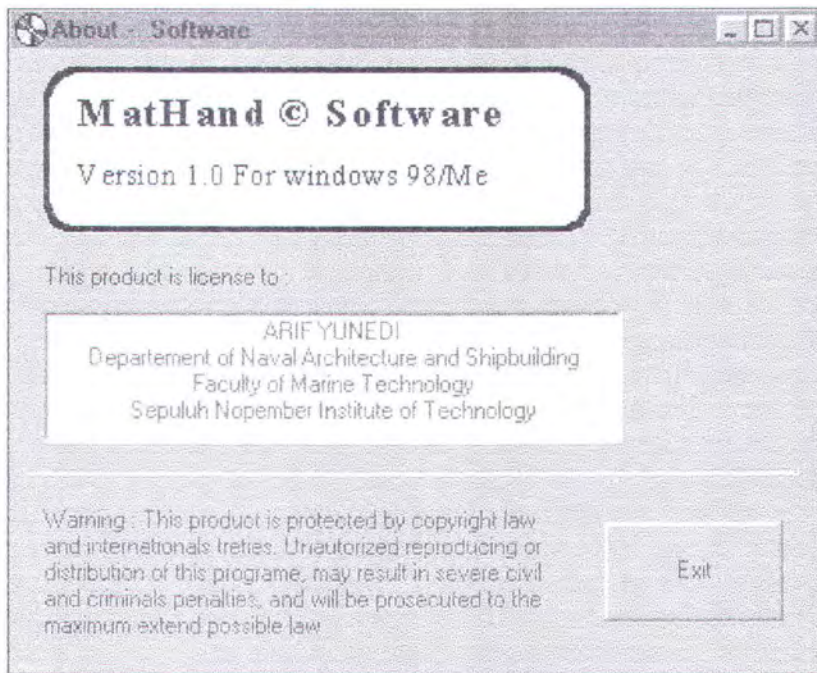 About - Software
MatHand © Software
Version 1.0 For windows 98/Me
This product is license to :
ARIF YUNEDI
Departement of Naval Architecture and Shipbuilding
Faculty of Marine Technology
Sepuluh Nopember Institute of Technology
Warning : This product is protected by copyright law
and internationals treties. Unautorized reproducing or
distribution of this programe, may result in severe civil
and criminals penalties, and will be prosecuted to the
maximum extend possible law
Exit